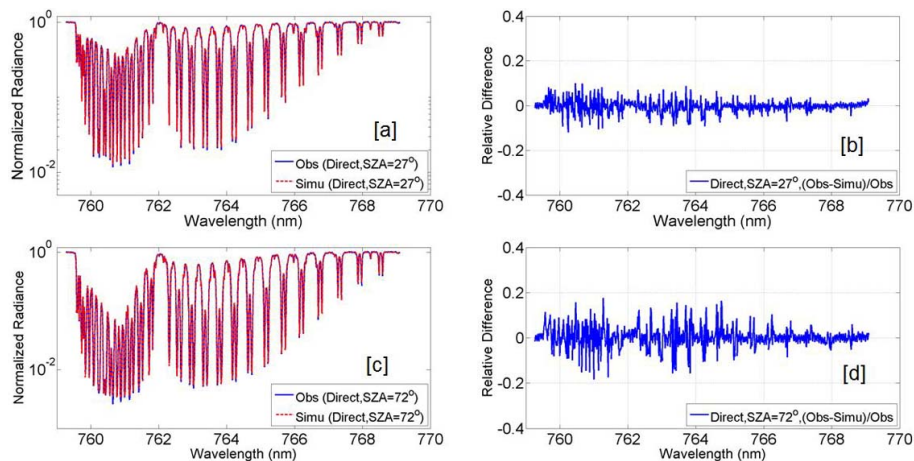 10^0
10^-2
Normalized Radiance
[a]
Obs (Direct,SZA=27°)
Simu (Direct,SZA=27°)
760 762 764 766 768 770
Wavelength (nm)
0.4
0.2
0
-0.2
-0.4
Relative Difference
[b]
Direct,SZA=27°,(Obs-Simu)/Obs
760 762 764 766 768 770
Wavelength (nm)
10^0
10^-2
Normalized Radiance
[c]
Obs (Direct,SZA=72°)
Simu (Direct,SZA=72°)
760 762 764 766 768 770
Wavelength (nm)
0.4
0.2
0
-0.2
-0.4
Relative Difference
[d]
Direct,SZA=72°,(Obs-Simu)/Obs
760 762 764 766 768 770
Wavelength (nm)